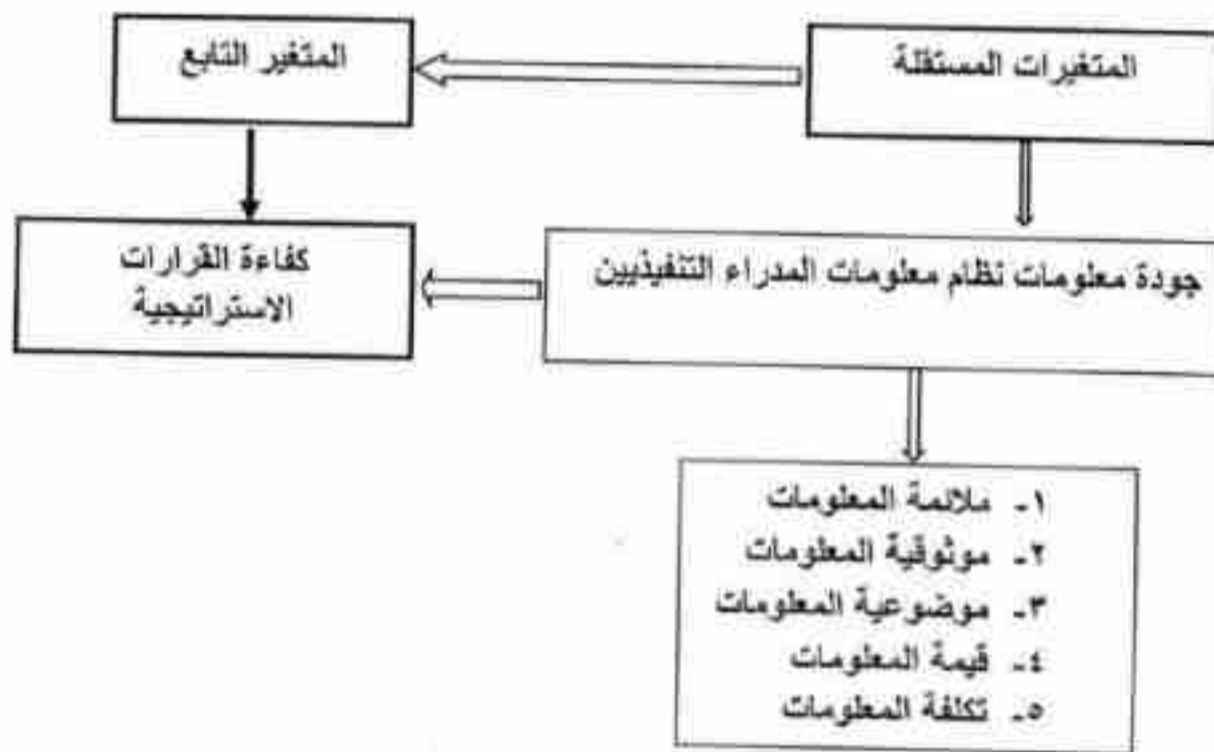 المتغيرات المستقلة
المتغير التابع
جودة معلومات نظام معلومات المدراء التنفيذيين
كفاءة القرارات
الاستراتيجية
١- ملائمة المعلومات
٢- موثوقية المعلومات
٣- موضوعية المعلومات
٤- قيمة المعلومات
٥- تكلفة المعلومات